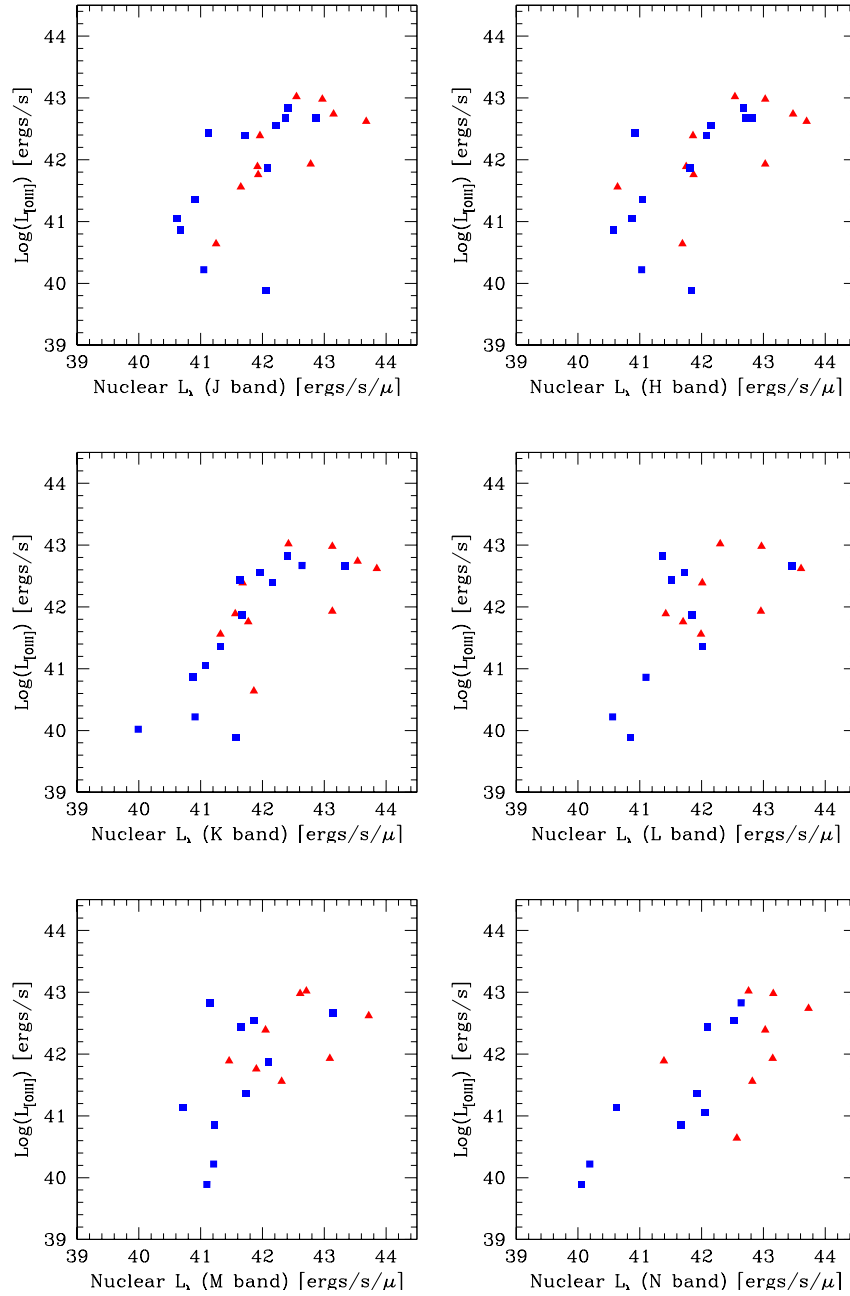 44
43
42
41
40
39
Log(L[OIII]) [ergs/s]
39 40 41 42 43 44
Nuclear Lλ (J band) [ergs/s/μ]
44
43
42
41
40
39
Log(L[OIII]) [ergs/s]
39 40 41 42 43 44
Nuclear Lλ (H band) [ergs/s/μ]
44
43
42
41
40
39
Log(L[OIII]) [ergs/s]
39 40 41 42 43 44
Nuclear Lλ (K band) [ergs/s/μ]
44
43
42
41
40
39
Log(L[OIII]) [ergs/s]
39 40 41 42 43 44
Nuclear Lλ (L band) [ergs/s/μ]
44
43
42
41
40
39
Log(L[OIII]) [ergs/s]
39 40 41 42 43 44
Nuclear Lλ (M band) [ergs/s/μ]
44
43
42
41
40
39
Log(L[OIII]) [ergs/s]
39 40 41 42 43 44
Nuclear Lλ (N band) [ergs/s/μ]